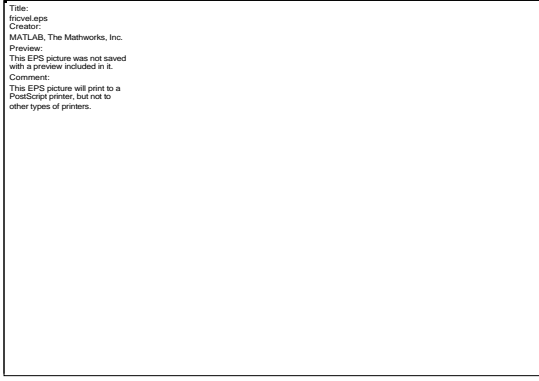 Title:
fricvel.eps
Creator:
MATLAB, The Mathworks, Inc.
Preview:
This EPS picture was not saved
with a preview included in it.
Comment:
This EPS picture will print to a
PostScript printer, but not to
other types of printers.